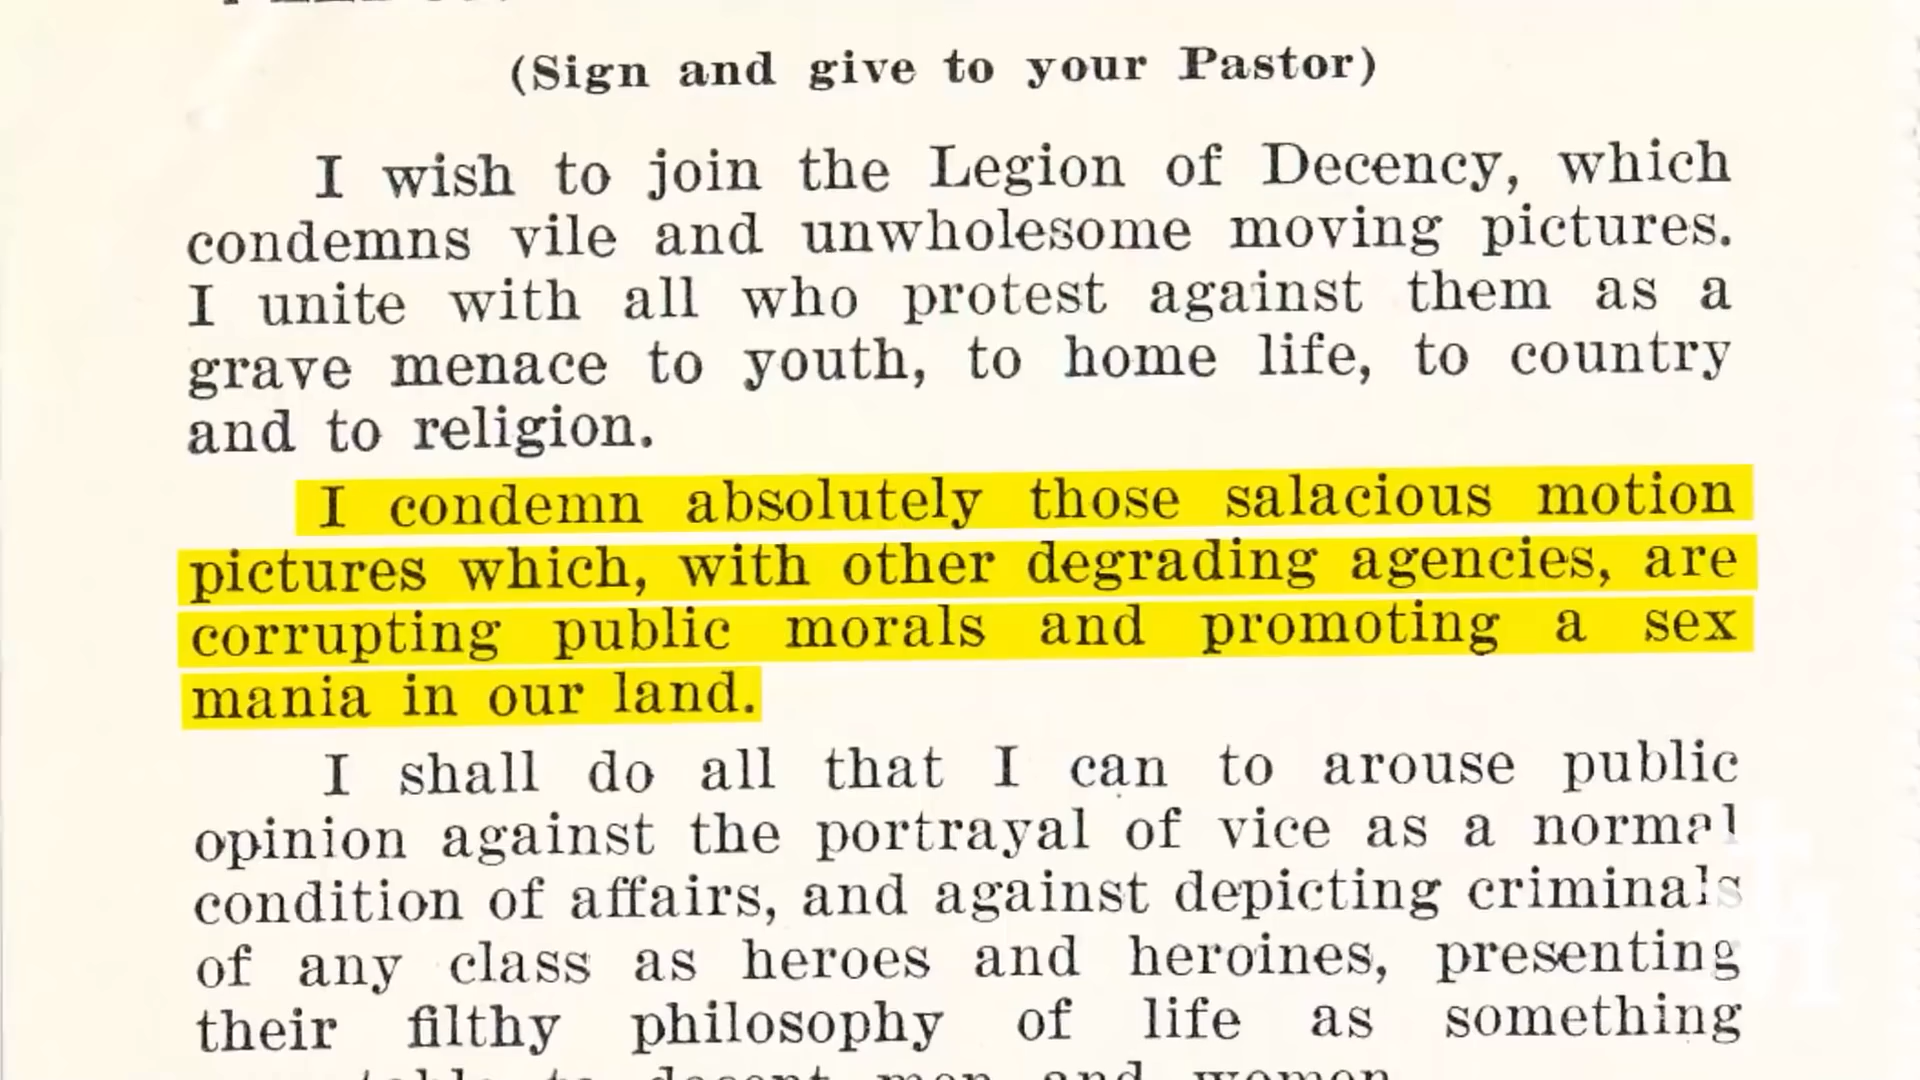 (Sign and give to your Pastor)
I wish to join the Legion of Decency, which
condemns vile and unwholesome moving pictures.
I unite with all who protest against them as a
grave menace to youth, to home life, to country
and to religion.
I condemn absolutely those salacious motion
pictures which, with other degrading agencies, are
corrupting public morals and promoting a sex
mania in our land.
I shall do all that I can to arouse public
opinion against the portrayal of vice as a normal
condition of affairs, and against depicting criminals
of any class as heroes and heroines, presenting
their filthy philosophy of life as something
to decent men and women.